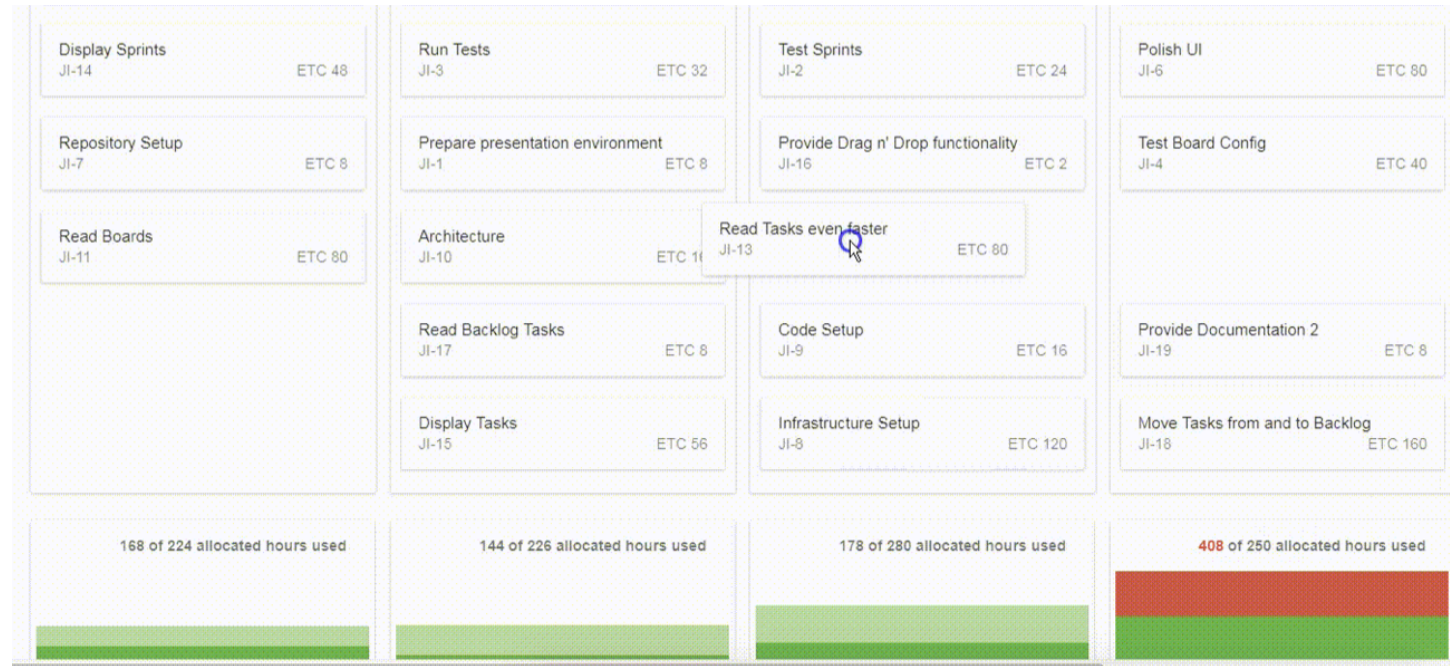 Display Sprints
JI-14 ETC 48
Run Tests
JI-3 ETC 32
Test Sprints
JI-2 ETC 24
Polish UI
JI-6 ETC 80
Repository Setup
JI-7 ETC 8
Prepare presentation environment
JI-1 ETC 8
Provide Drag n' Drop functionality
JI-16 ETC 2
Test Board Config
JI-4 ETC 40
Read Boards
JI-11 ETC 80
Architecture
JI-10 ETC
Read Tasks even faster
JI-13 ETC 80
Read Backlog Tasks
JI-17 ETC 8
Code Setup
JI-9 ETC 16
Provide Documentation 2
JI-19 ETC 8
Display Tasks
JI-15 ETC 56
Infrastructure Setup
JI-8 ETC 120
Move Tasks from and to Backlog
JI-18 ETC 160
168 of 224 allocated hours used
144 of 226 allocated hours used
178 of 280 allocated hours used
408 of 250 allocated hours used